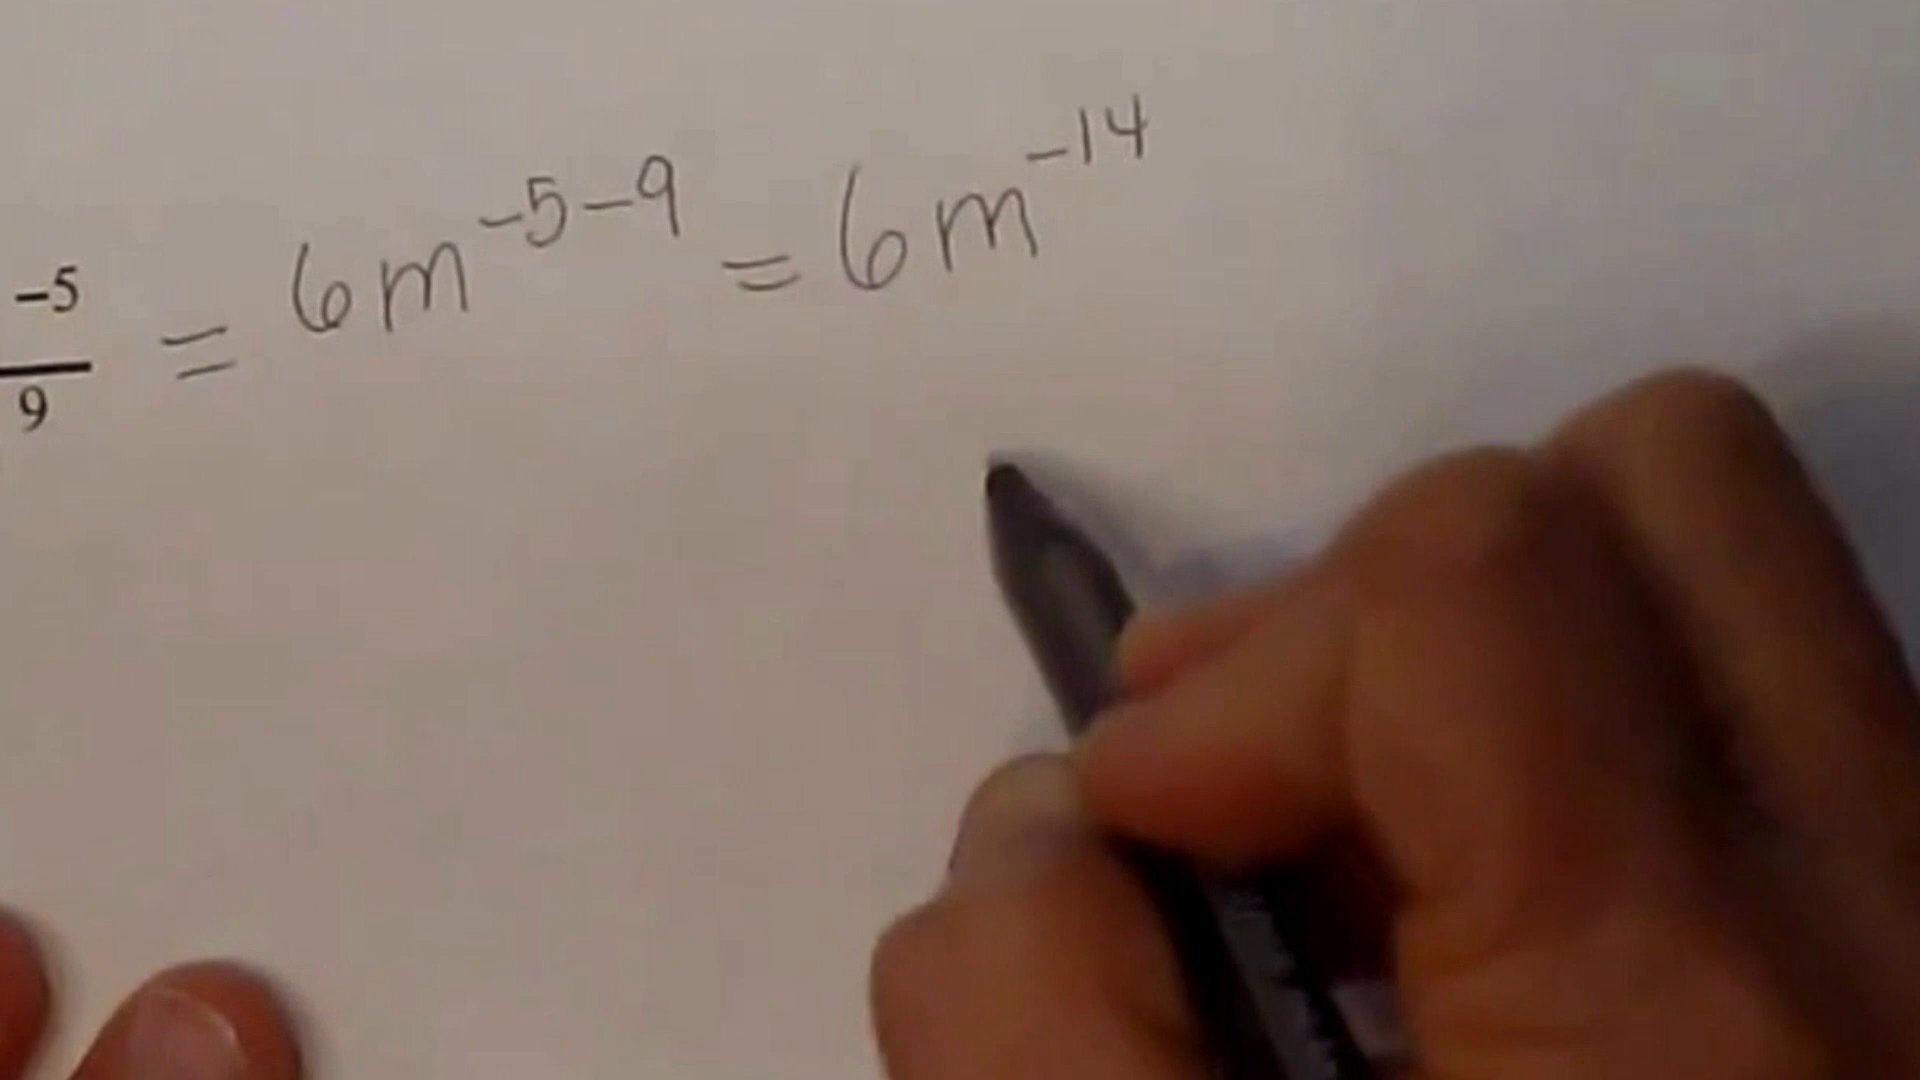 -5/9 = 6m^{-5-9} = 6m^{-14}